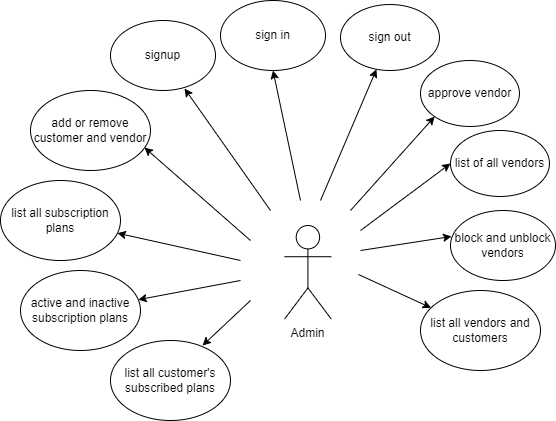 signup
sign in
sign out
add or remove
customer and vendor
approve vendor
list of all vendors
list all subscription
plans
block and unblock
vendors
active and inactive
subscription plans
list all vendors and
customers
list all customer's
subscribed plans
Admin